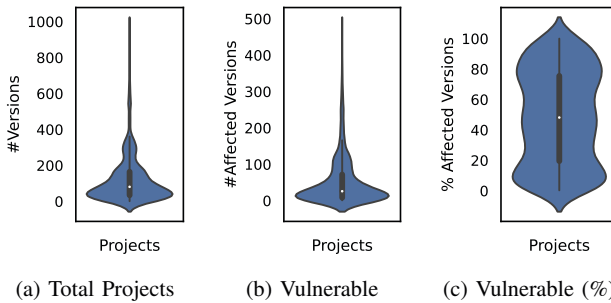 #Versions
1000
800
600
400
200
0
Projects
#Affected Versions
500
400
300
200
100
0
Projects
% Affected Versions
100
80
60
40
20
0
Projects
(a) Total Projects
(b) Vulnerable
(c) Vulnerable (%)